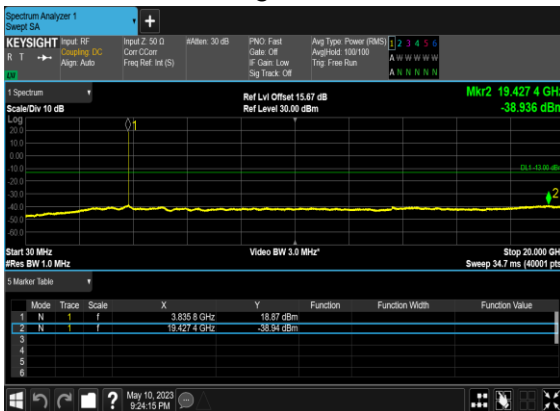 Spectrum Analyzer 1
Swept SA
KEYSIGHT
R T
Input: RF
Coupling: DC
Align: Auto
Input Z: 50 Ω
Corr CCorr
Freq Ref: Int (S)
#Atten: 30 dB
PNO: Fast
Gate: Off
IF Gain: Low
Sig Track: Off
Avg Type: Power (RMS)
Avg|Hold: 100/100
Trig: Free Run
1 2 3 4 5 6
A W W W W W
A N N N N N
1 Spectrum
Scale/Div 10 dB
Ref Lvl Offset 15.67 dB
Ref Level 30.00 dBm
Mkr2 19.427 4 GHz
-38.936 dBm
Log
20.0
10.0
0.00
-10.0
-20.0
-30.0
-40.0
-50.0
-60.0
1
DL1 -13.00 dBm
2
Start 30 MHz
#Res BW 1.0 MHz
Video BW 3.0 MHz*
Stop 20.000 GH
Sweep 34.7 ms (40001 pts
5 Marker Table
Mode Trace Scale X Y Function Function Width Function Value
1 N 1 f 3.835 8 GHz 18.87 dBm
2 N 1 f 19.427 4 GHz -38.94 dBm
3
4
5
6
?
May 10, 2023
9:24:15 PM